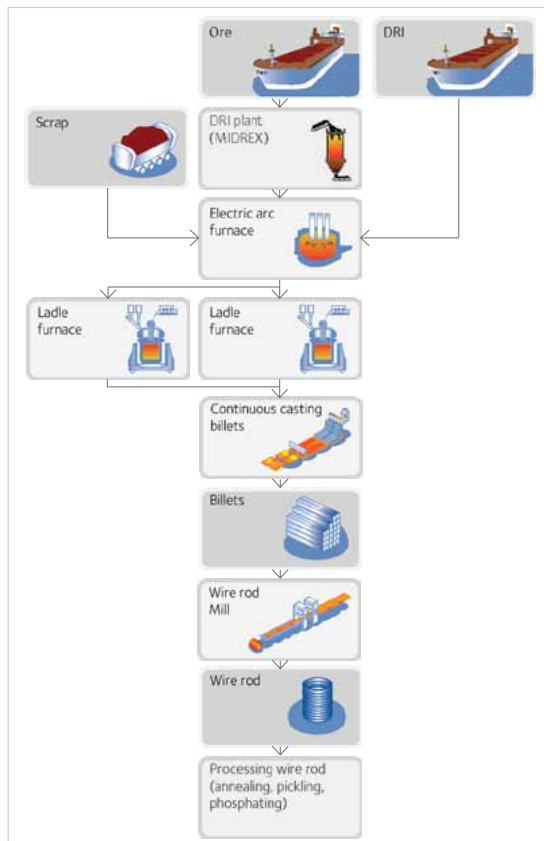 Ore
DRI
Scrap
DRI plant
(MIDREX)
Electric arc
furnace
Ladle
furnace
Ladle
furnace
Continuous casting
billets
Billets
Wire rod
Mill
Wire rod
Processing wire rod
(annealing, pickling,
phosphating)